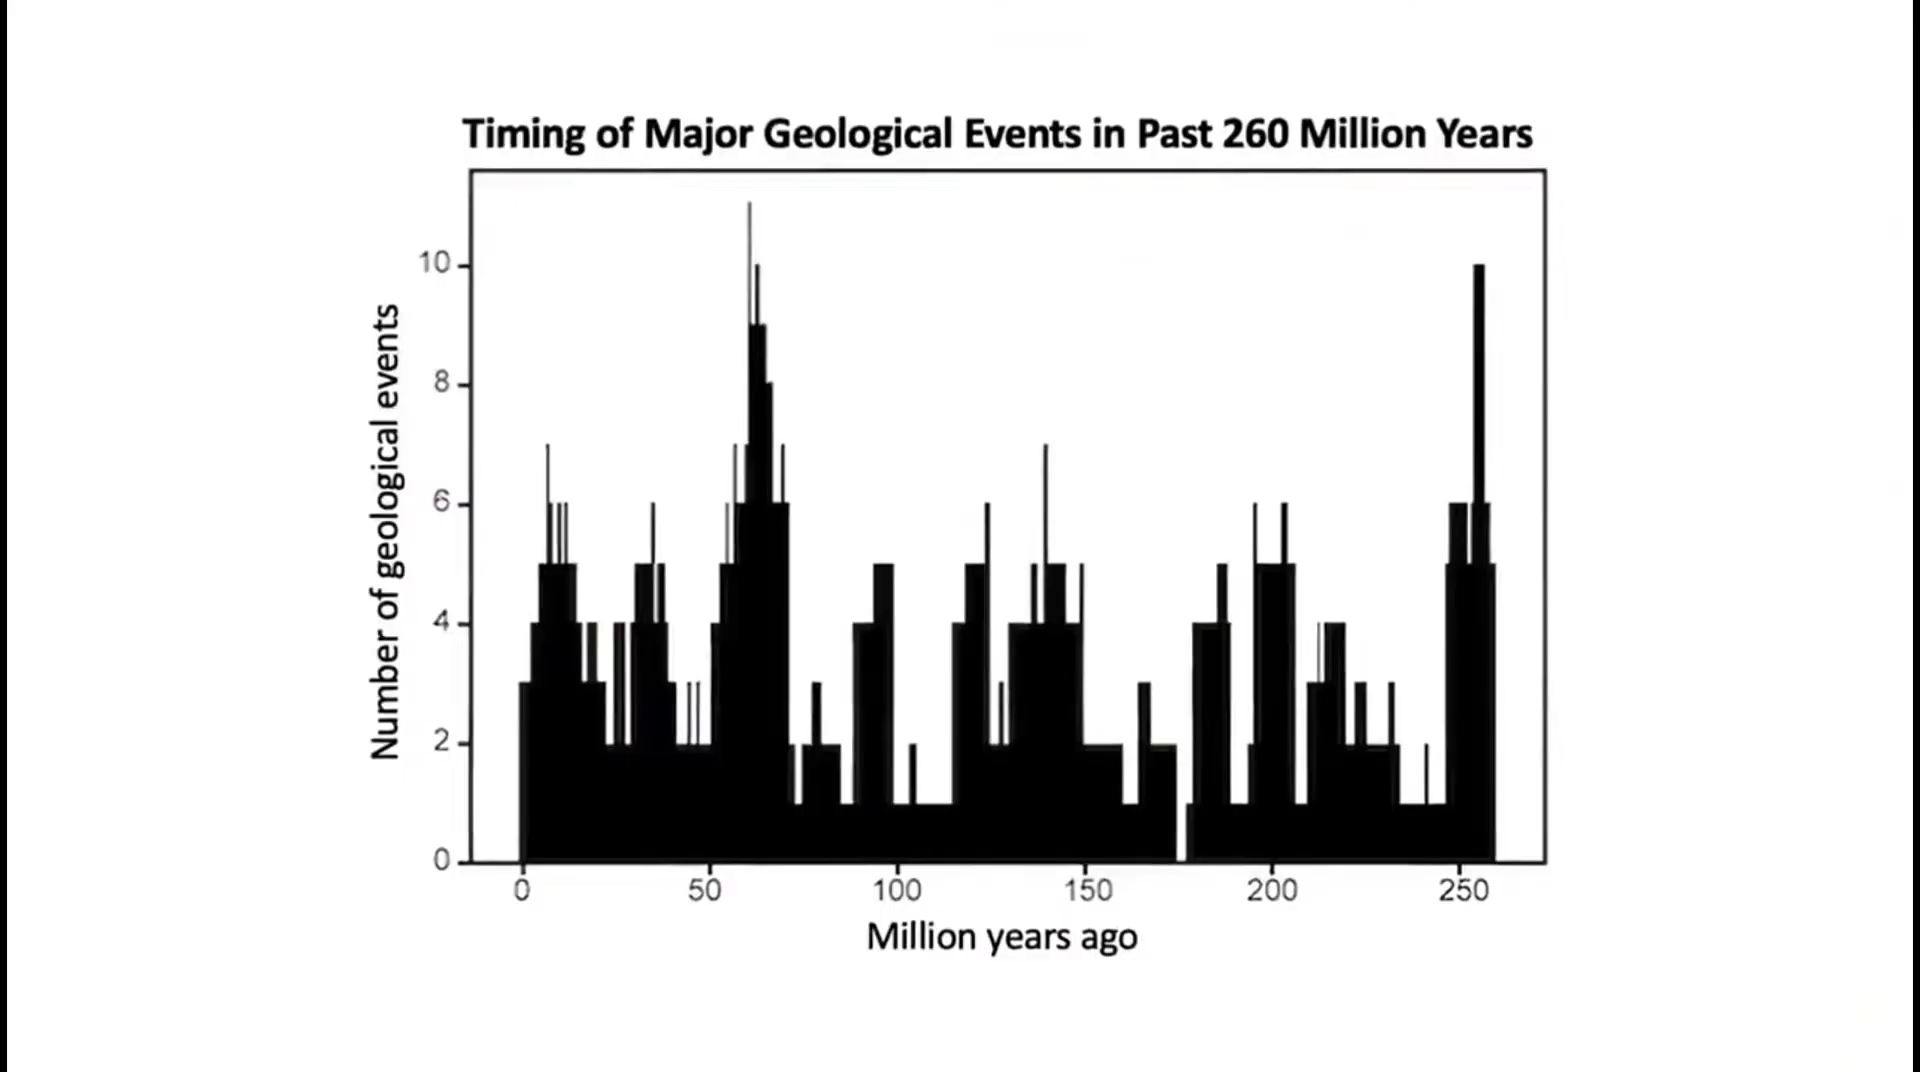 Timing of Major Geological Events in Past 260 Million Years
Number of geological events
10
8
6
4
2
0
0 50 100 150 200 250
Million years ago